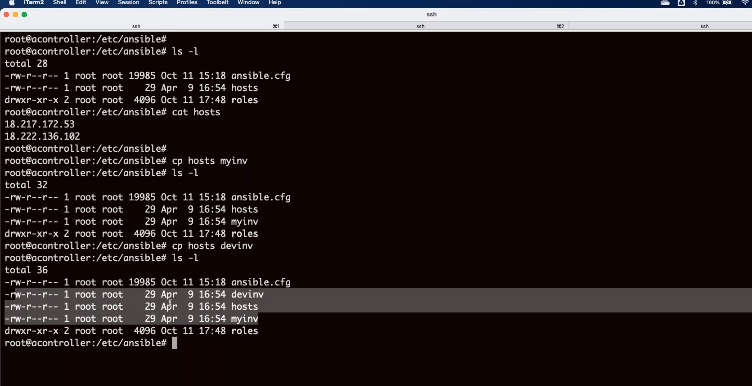 iTerm2 Shell Edit View Session Scripts Profiles Toolbelt Window Help 100%
ssh
ssh ⌘1 ssh ⌘2 ssh
root@acontroller:/etc/ansible#
root@acontroller:/etc/ansible# ls -l
total 28
-rw-r--r-- 1 root root 19985 Oct 11 15:18 ansible.cfg
-rw-r--r-- 1 root root    29 Apr  9 16:54 hosts
drwxr-xr-x 2 root root  4096 Oct 11 17:48 roles
root@acontroller:/etc/ansible# cat hosts
18.217.172.53
18.222.136.102
root@acontroller:/etc/ansible#
root@acontroller:/etc/ansible# cp hosts myinv
root@acontroller:/etc/ansible# ls -l
total 32
-rw-r--r-- 1 root root 19985 Oct 11 15:18 ansible.cfg
-rw-r--r-- 1 root root    29 Apr  9 16:54 hosts
-rw-r--r-- 1 root root    29 Apr  9 16:54 myinv
drwxr-xr-x 2 root root  4096 Oct 11 17:48 roles
root@acontroller:/etc/ansible# cp hosts devinv
root@acontroller:/etc/ansible# ls -l
total 36
-rw-r--r-- 1 root root 19985 Oct 11 15:18 ansible.cfg
-rw-r--r-- 1 root root    29 Apr  9 16:54 devinv
-rw-r--r-- 1 root root    29 Apr  9 16:54 hosts
-rw-r--r-- 1 root root    29 Apr  9 16:54 myinv
drwxr-xr-x 2 root root  4096 Oct 11 17:48 roles
root@acontroller:/etc/ansible#